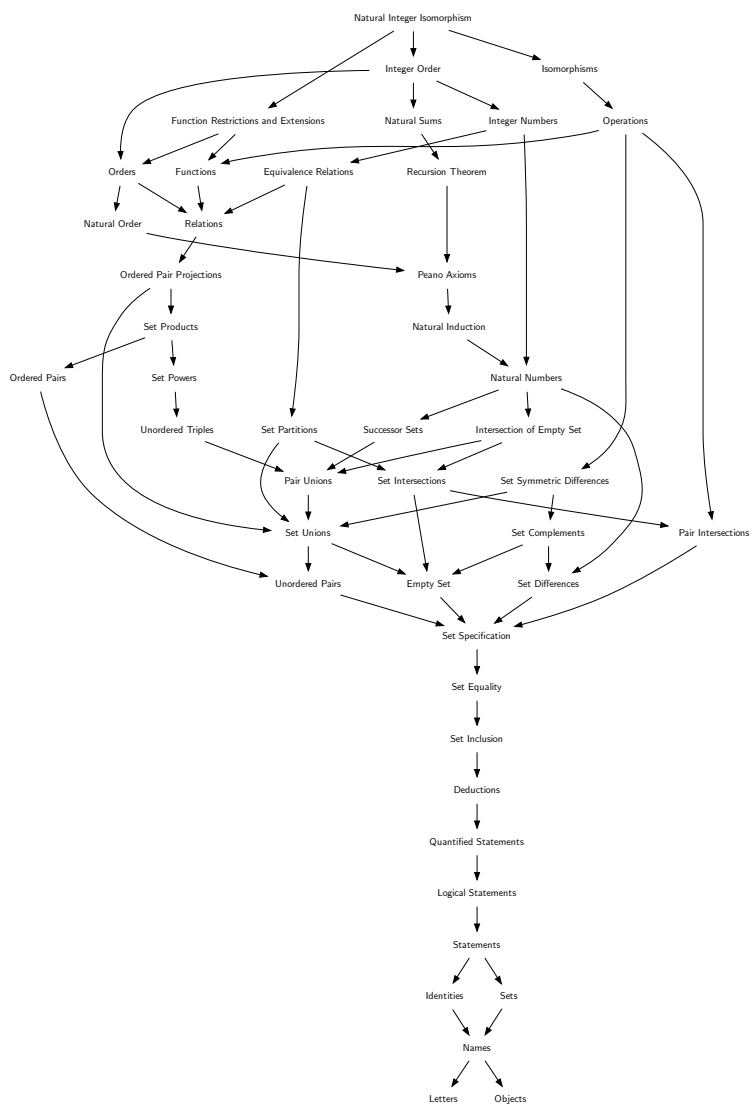 Natural Integer Isomorphism
Integer Order
Isomorphisms
Function Restrictions and Extensions
Natural Sums
Integer Numbers
Operations
Orders
Functions
Equivalence Relations
Recursion Theorem
Natural Order
Relations
Ordered Pair Projections
Peano Axioms
Set Products
Natural Induction
Ordered Pairs
Set Powers
Natural Numbers
Unordered Triples
Set Partitions
Successor Sets
Intersection of Empty Set
Pair Unions
Set Intersections
Set Symmetric Differences
Set Unions
Set Complements
Pair Intersections
Unordered Pairs
Empty Set
Set Differences
Set Specification
Set Equality
Set Inclusion
Deductions
Quantified Statements
Logical Statements
Statements
Identities
Sets
Names
Letters
Objects